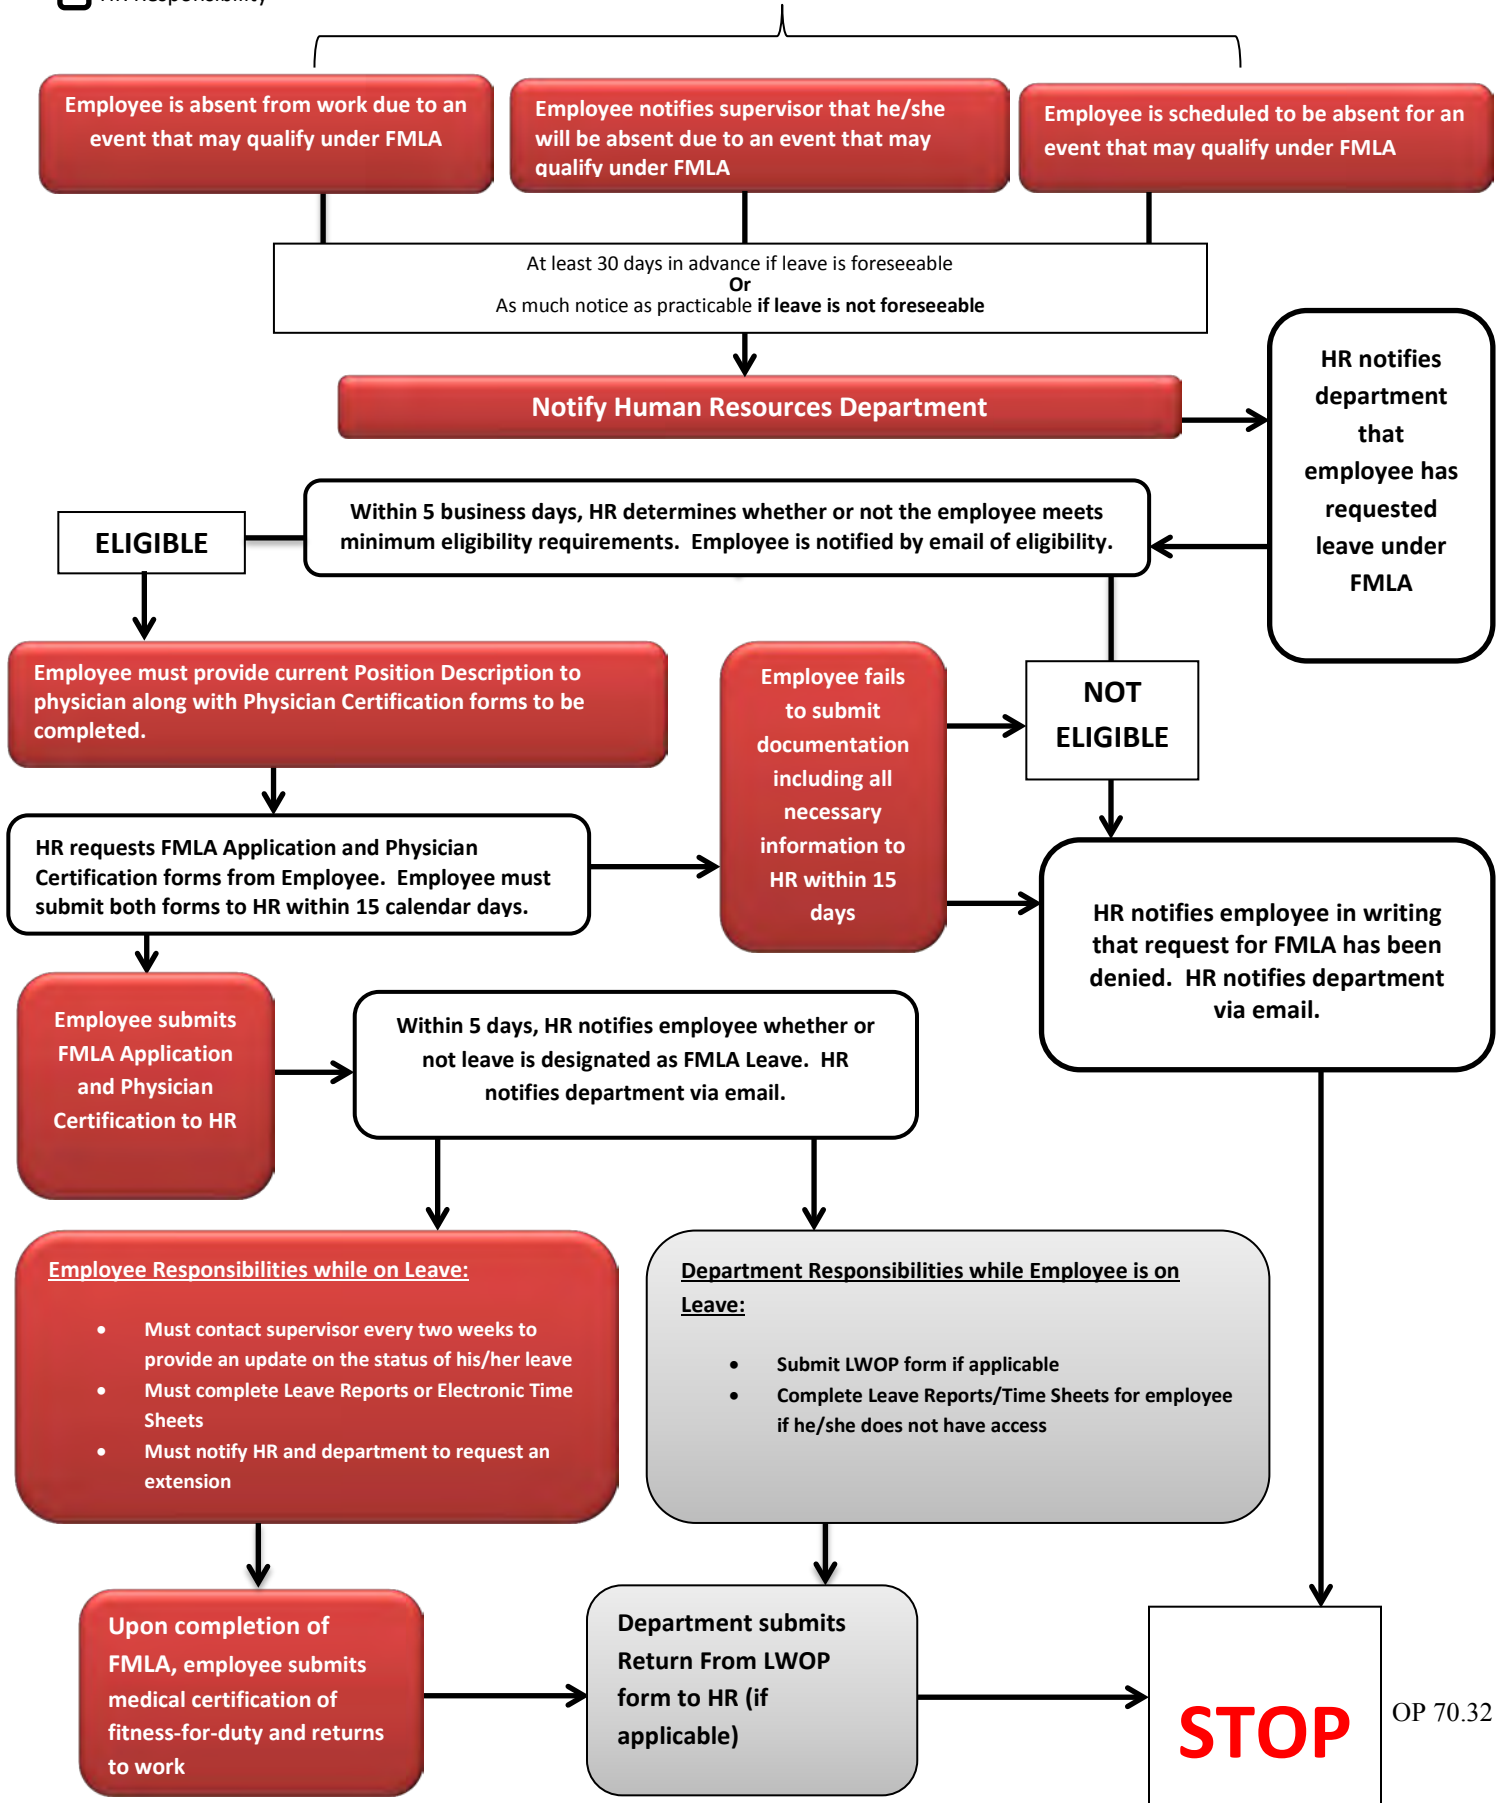 HR Responsibility
Employee is absent from work due to an
event that may qualify under FMLA
Employee notifies supervisor that he/she
will be absent due to an event that may
qualify under FMLA
Employee is scheduled to be absent for an
event that may qualify under FMLA
At least 30 days in advance if leave is foreseeable
Or
As much notice as practicable if leave is not foreseeable
Notify Human Resources Department
HR notifies
department
that
employee has
requested
leave under
FMLA
Within 5 business days, HR determines whether or not the employee meets
minimum eligibility requirements.  Employee is notified by email of eligibility.
ELIGIBLE
Employee must provide current Position Description to
physician along with Physician Certification forms to be
completed.
Employee fails
to submit
documentation
including all
necessary
information to
HR within 15
days
NOT
ELIGIBLE
HR requests FMLA Application and Physician
Certification forms from Employee.  Employee must
submit both forms to HR within 15 calendar days.
HR notifies employee in writing
that request for FMLA has been
denied.  HR notifies department
via email.
Employee submits
FMLA Application
and Physician
Certification to HR
Within 5 days, HR notifies employee whether or
not leave is designated as FMLA Leave.  HR
notifies department via email.
Employee Responsibilities while on Leave:
• Must contact supervisor every two weeks to
provide an update on the status of his/her leave
• Must complete Leave Reports or Electronic Time
Sheets
• Must notify HR and department to request an
extension
Department Responsibilities while Employee is on
Leave:
• Submit LWOP form if applicable
• Complete Leave Reports/Time Sheets for employee
if he/she does not have access
Upon completion of
FMLA, employee submits
medical certification of
fitness-for-duty and returns
to work
Department submits
Return From LWOP
form to HR (if
applicable)
STOP
OP 70.32